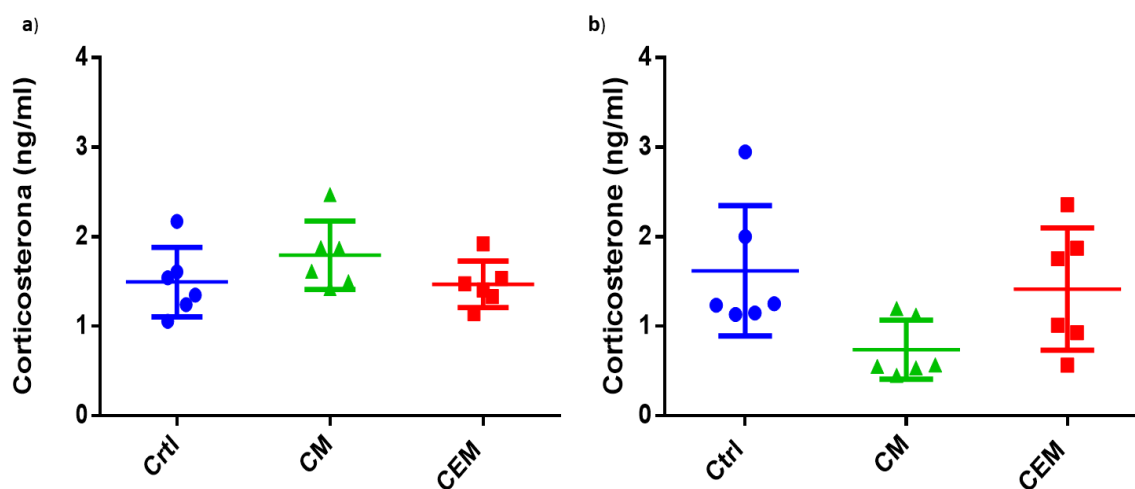 a)
Corticosterona (ng/ml)
4
3
2
1
0
Crtl
CM
CEM
b)
Corticosterone (ng/ml)
4
3
2
1
0
Ctrl
CM
CEM